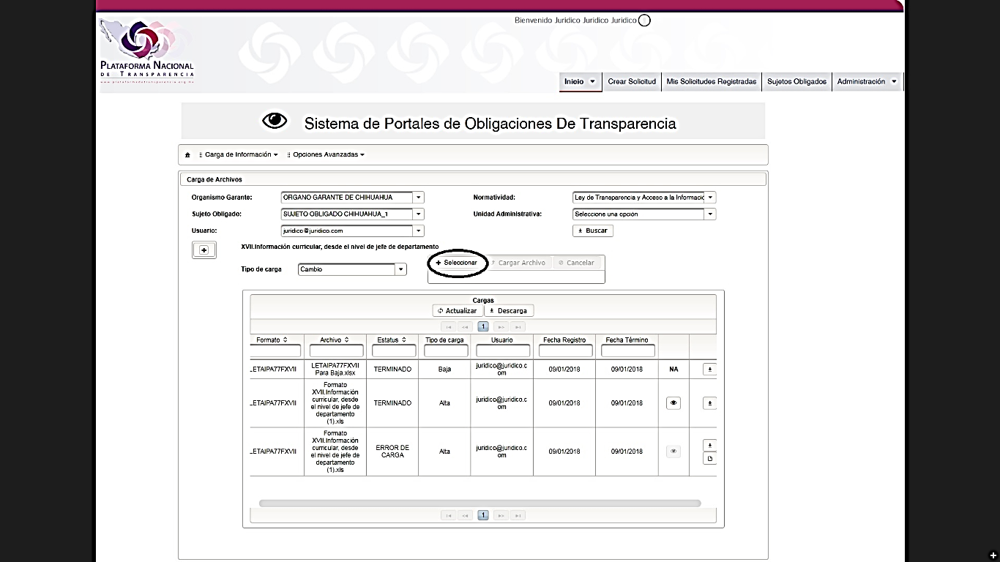 Bienvenido Juridico Juridico Juridico
PLATAFORMA NACIONAL
DE TRANSPARENCIA
www.plataformadetransparencia.org.mx
Inicio
Crear Solicitud
Mis Solicitudes Registradas
Sujetos Obligados
Administración
Sistema de Portales de Obligaciones De Transparencia
Carga de Información
Opciones Avanzadas
Carga de Archivos
Organismo Garante: ORGANO GARANTE DE CHIHUAHUA Normatividad: Ley de Transparencia y Acceso a la Informació
Sujeto Obligado: SUJETO OBLIGADO CHIHUAHUA_1 Unidad Administrativa: Seleccione una opción
Usuario: juridico@juridico.com Buscar
XVII.Información curricular, desde el nivel de jefe de departamento
Seleccionar Cargar Archivo Cancelar
Tipo de carga Cambio
Cargas
Actualizar Descarga
1
Formato Archivo Estatus Tipo de carga Usuario Fecha Registro Fecha Término
LETAIPA77FXVII
LETAIPA77FXVII
Para Baja.xlsx
TERMINADO
Baja
juridico@juridico.c
om
09/01/2018
09/01/2018
NA
LETAIPA77FXVII
Formato
XVII.Información
curricular, desde
el nivel de jefe de
departamento
(1).xls
TERMINADO
Alta
juridico@juridico.c
om
09/01/2018
09/01/2018
LETAIPA77FXVII
Formato
XVII.Información
curricular, desde
el nivel de jefe de
departamento
(1).xls
ERROR DE
CARGA
Alta
juridico@juridico.c
om
09/01/2018
09/01/2018
1